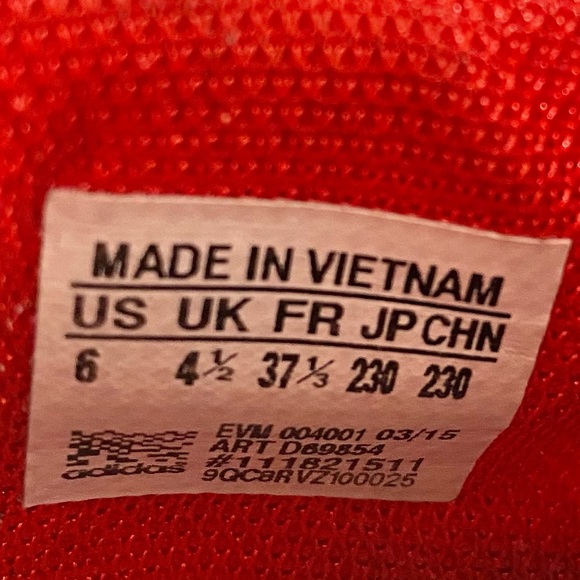 MADE IN VIETNAM
US UK FR JP CHN
6 4½ 37⅓ 230 230
EVM 004001 03/15
ART D69854
#111821511
9QC8RVZ100025
adidas